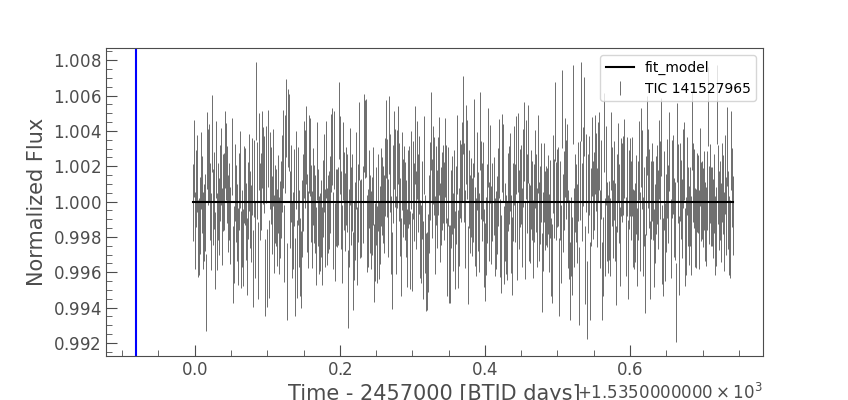 1.008
1.006
1.004
1.002
1.000
0.998
0.996
0.994
0.992
Normalized Flux
fit_model
TIC 141527965
0.0 0.2 0.4 0.6
Time - 2457000 [BTJD days]
+1.5350000000 × 10³